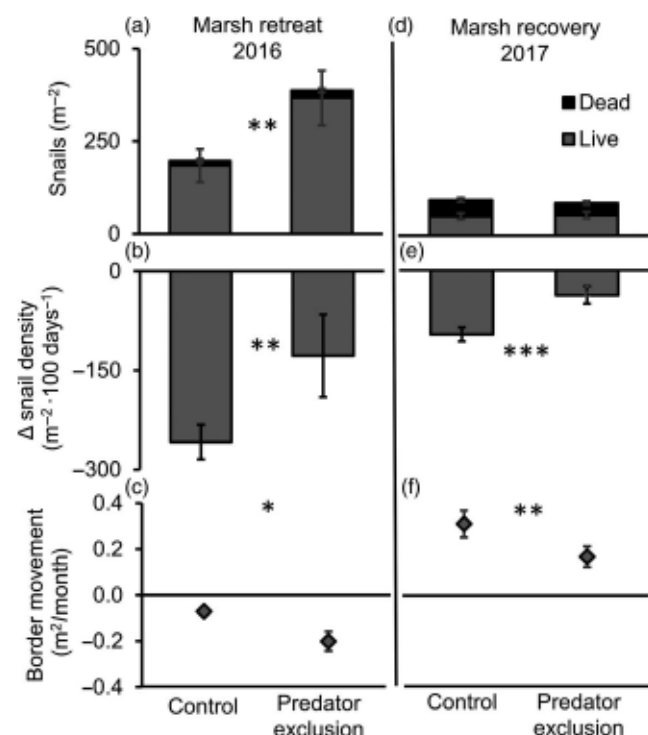 (a) Marsh retreat
2016
(d) Marsh recovery
2017
500
250
0
Snails (m⁻²)
**
Dead
Live
(b)
0
−150
−300
Δ snail density
(m⁻² · 100 days⁻¹)
**
(e)
***
(c)
0.4
0.2
0.0
−0.2
−0.4
Border movement
(m²/month)
*
(f)
**
Control
Predator
exclusion
Control
Predator
exclusion